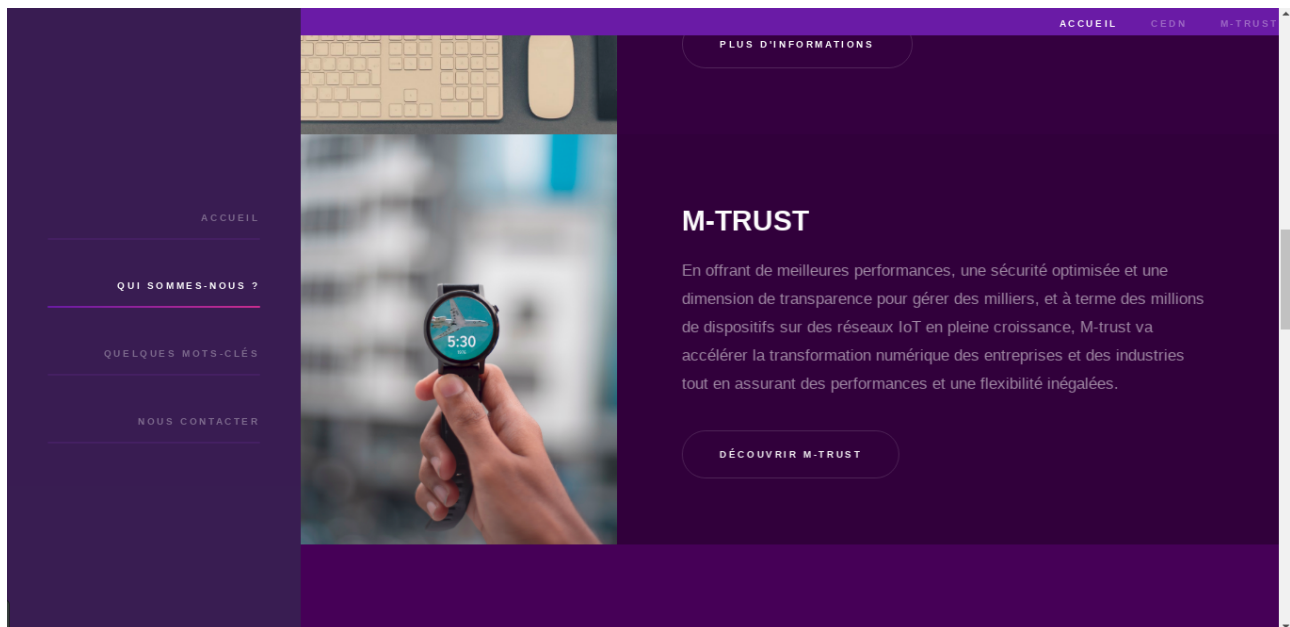 ACCUEIL CEDN M-TRUST
PLUS D'INFORMATIONS
ACCUEIL
QUI SOMMES-NOUS ?
QUELQUES MOTS-CLÉS
NOUS CONTACTER
5:30
M-TRUST
En offrant de meilleures performances, une sécurité optimisée et une
dimension de transparence pour gérer des milliers, et à terme des millions
de dispositifs sur des réseaux IoT en pleine croissance, M-trust va
accélérer la transformation numérique des entreprises et des industries
tout en assurant des performances et une flexibilité inégalées.
DÉCOUVRIR M-TRUST